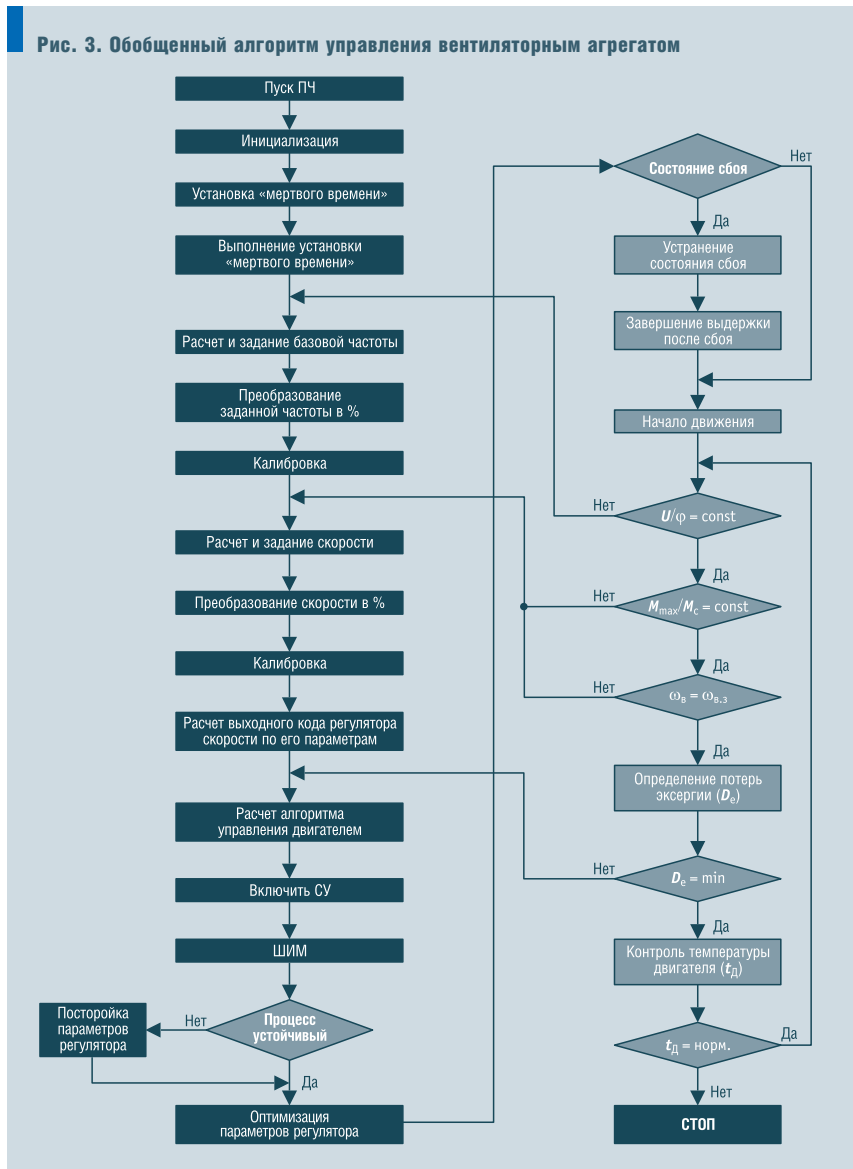 Рис. 3. Обобщенный алгоритм управления вентиляторным агрегатом
Пуск ПЧ
Инициализация
Установка «мертвого времени»
Выполнение установки
«мертвого времени»
Расчет и задание базовой частоты
Преобразование
заданной частоты в %
Калибровка
Расчет и задание скорости
Преобразование скорости в %
Калибровка
Расчет выходного кода регулятора
скорости по его параметрам
Расчет алгоритма
управления двигателем
Включить СУ
ШИМ
Процесс
устойчивый
Нет
Посторойка
параметров
регулятора
Да
Оптимизация
параметров регулятора
Состояние сбоя
Нет
Да
Устранение
состояния сбоя
Завершение выдержки
после сбоя
Начало движения
Нет
U/φ = const
Да
Нет
Mmax/Mс = const
Да
Нет
ωв = ωв.з
Да
Определение потерь
эксергии (De)
Нет
De = min
Да
Контроль температуры
двигателя (tД)
tД = норм.
Да
Нет
СТОП